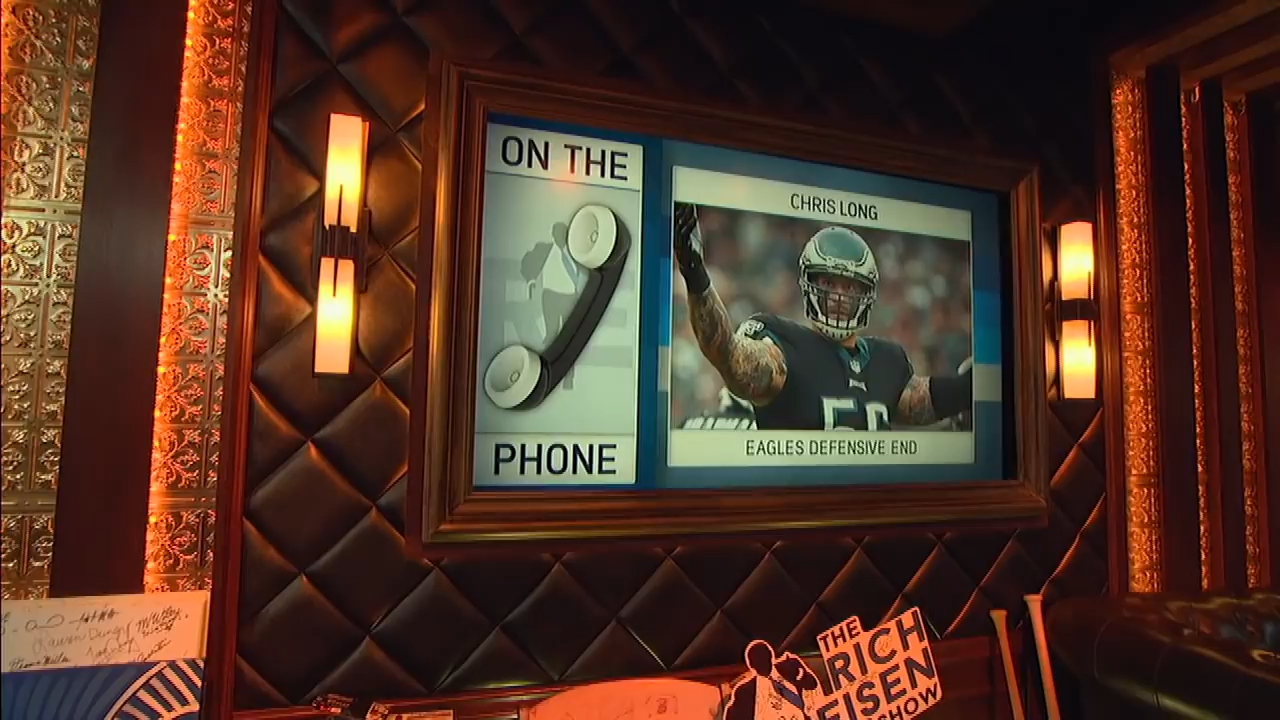 ON THE
PHONE
CHRIS LONG
EAGLES DEFENSIVE END
THE
RICH
EISEN
SHOW